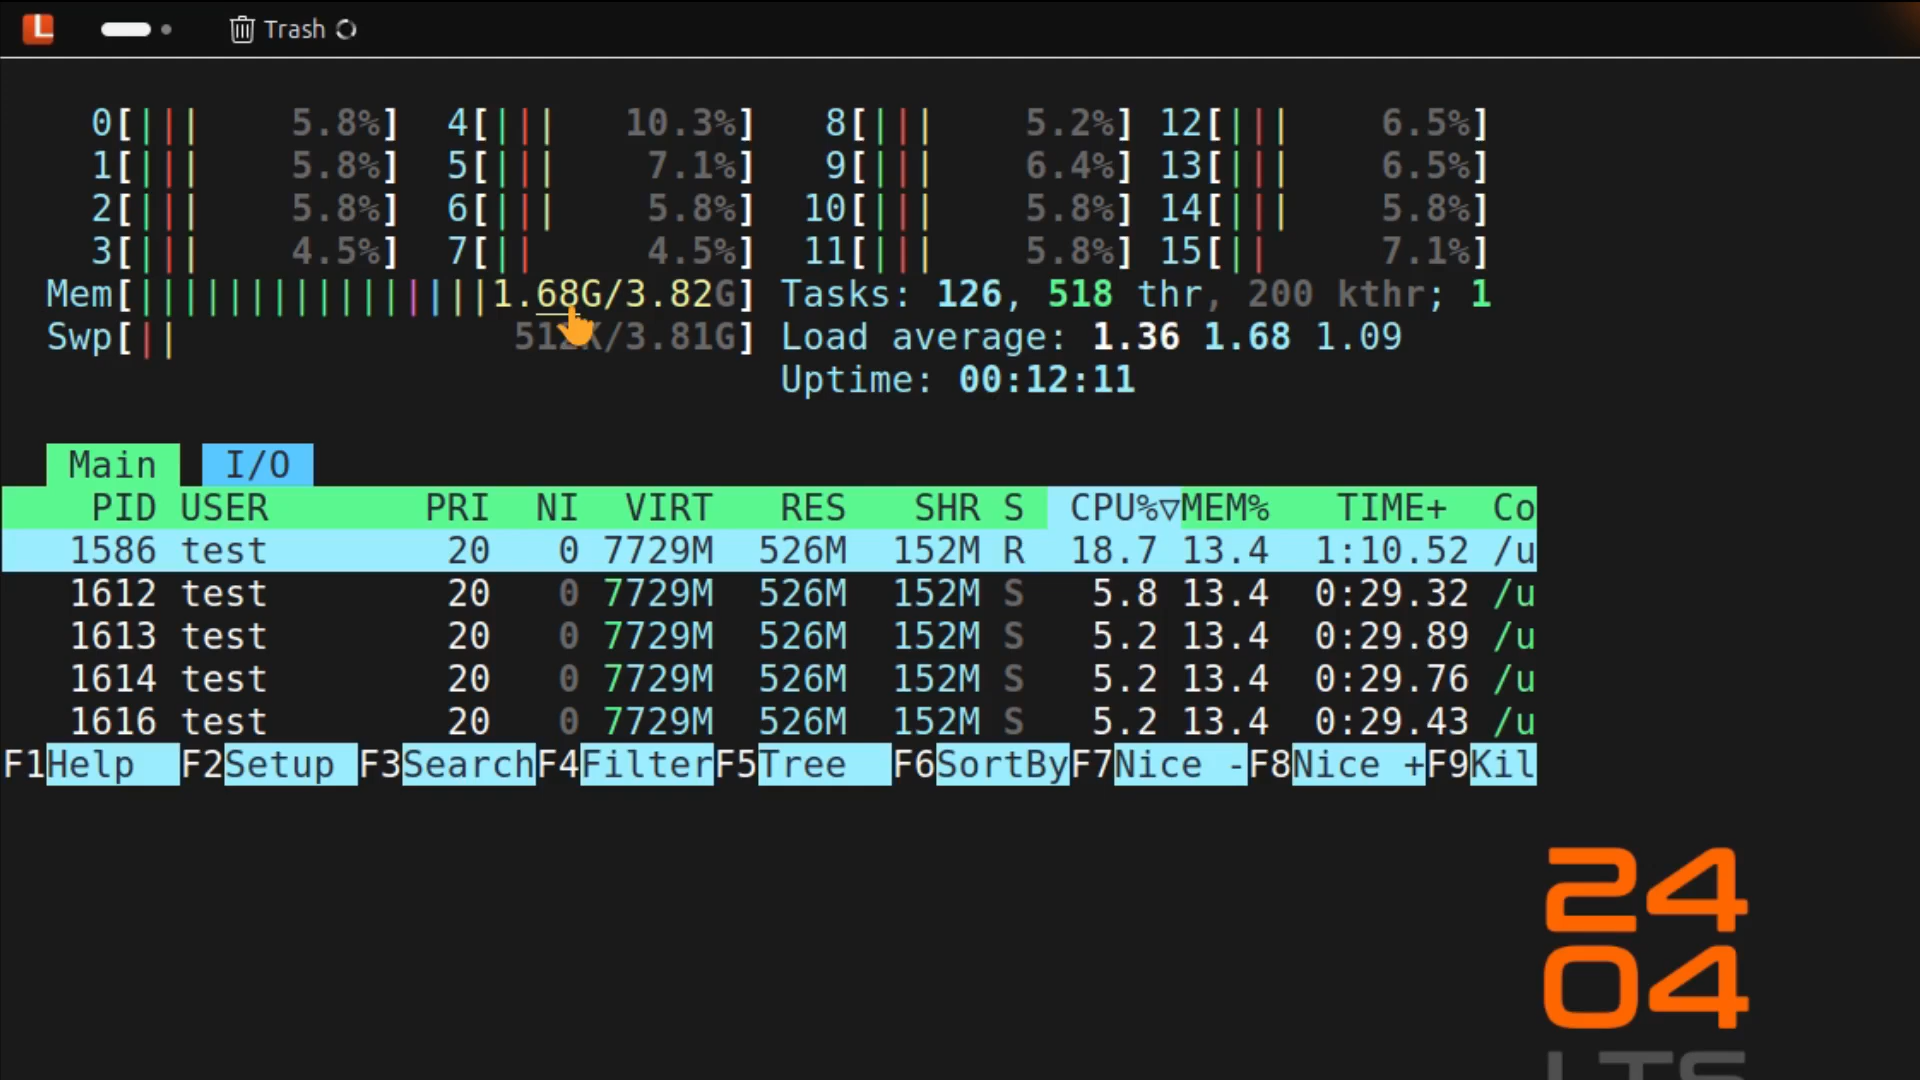 L Trash
0[||| 5.8%] 4[||| 10.3%] 8[||| 5.2%] 12[||| 6.5%]
1[||| 5.8%] 5[||| 7.1%] 9[||| 6.4%] 13[||| 6.5%]
2[||| 5.8%] 6[||| 5.8%] 10[||| 5.8%] 14[||| 5.8%]
3[||| 4.5%] 7[|| 4.5%] 11[||| 5.8%] 15[|| 7.1%]
Mem[||||||||||||||||1.68G/3.82G] Tasks: 126, 518 thr, 200 kthr; 1
Swp[|| 512K/3.81G] Load average: 1.36 1.68 1.09
Uptime: 00:12:11
Main I/O
PID USER PRI NI VIRT RES SHR S CPU%▽MEM% TIME+ Co
1586 test 20 0 7729M 526M 152M R 18.7 13.4 1:10.52 /u
1612 test 20 0 7729M 526M 152M S 5.8 13.4 0:29.32 /u
1613 test 20 0 7729M 526M 152M S 5.2 13.4 0:29.89 /u
1614 test 20 0 7729M 526M 152M S 5.2 13.4 0:29.76 /u
1616 test 20 0 7729M 526M 152M S 5.2 13.4 0:29.43 /u
F1Help F2Setup F3SearchF4FilterF5Tree F6SortByF7Nice -F8Nice +F9Kil
24
04
LTS